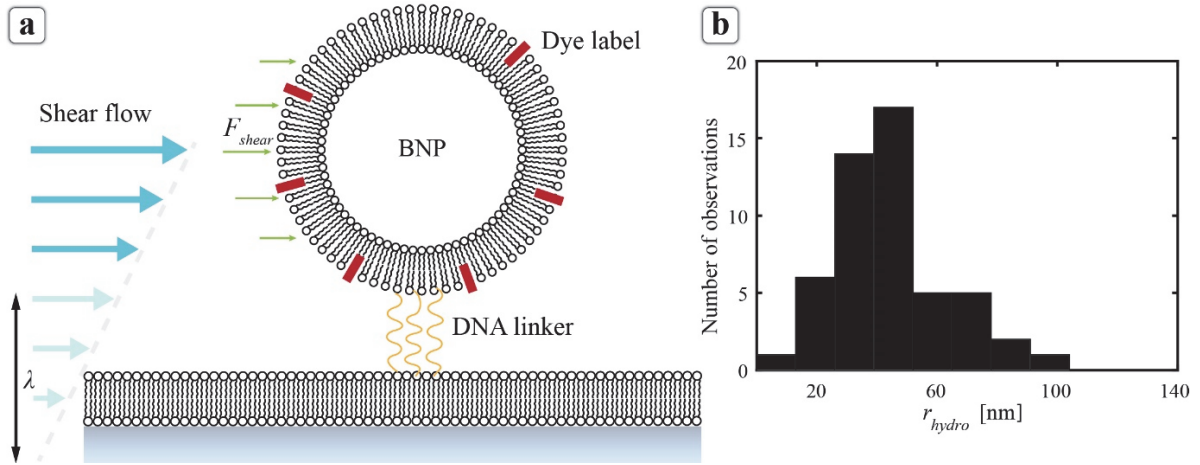 a
Dye label
Shear flow
F_shear
BNP
DNA linker
λ
b
20
15
10
5
0
Number of observations
20
60
100
140
r_hydro [nm]